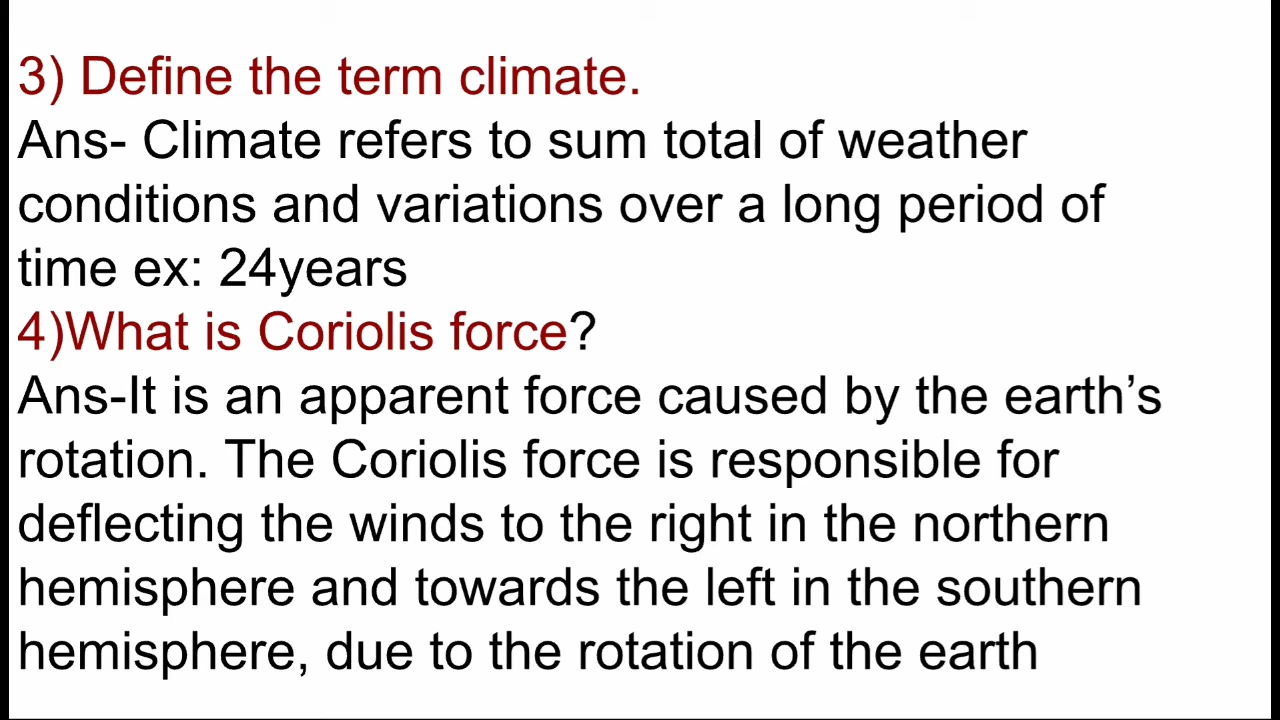 3) Define the term climate.
Ans- Climate refers to sum total of weather
conditions and variations over a long period of
time ex: 24years
4)What is Coriolis force?
Ans-It is an apparent force caused by the earth’s
rotation. The Coriolis force is responsible for
deflecting the winds to the right in the northern
hemisphere and towards the left in the southern
hemisphere, due to the rotation of the earth